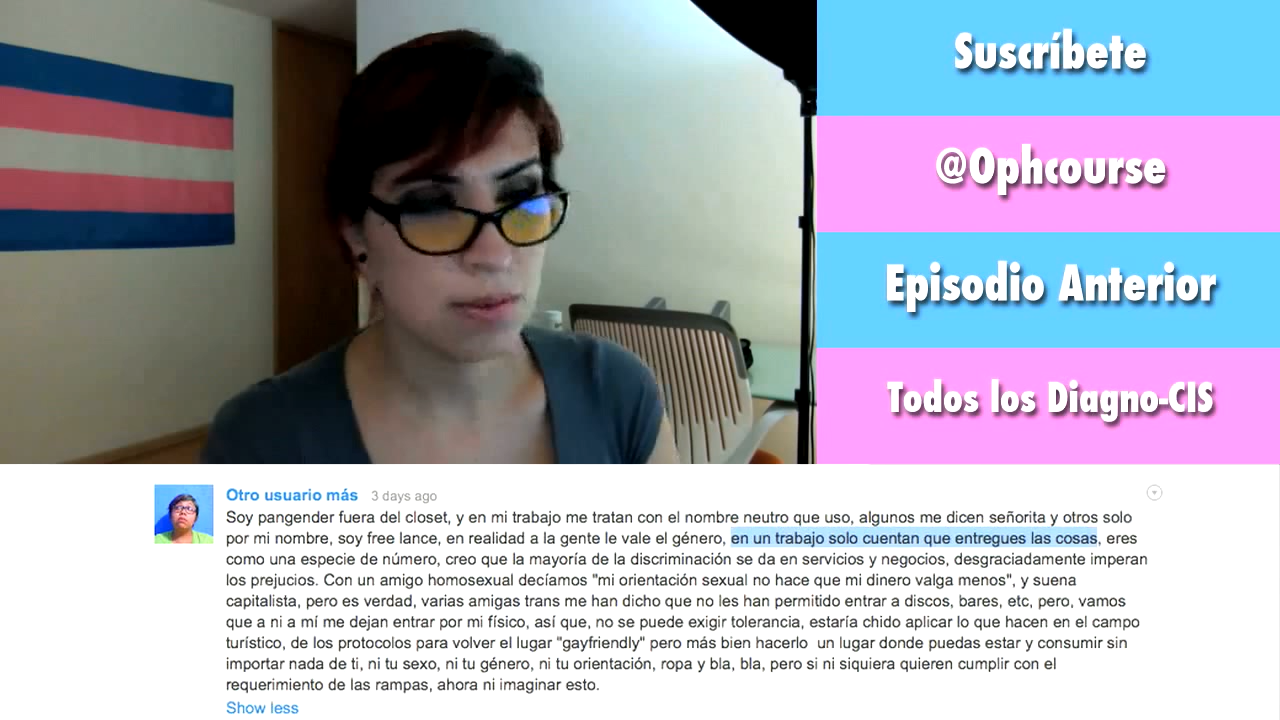 Suscríbete
@Ophcourse
Episodio Anterior
Todos los Diagno-CIS
Otro usuario más 3 days ago
Soy pangender fuera del closet, y en mi trabajo me tratan con el nombre neutro que uso, algunos me dicen señorita y otros solo
por mi nombre, soy free lance, en realidad a la gente le vale el género, en un trabajo solo cuentan que entregues las cosas, eres
como una especie de número, creo que la mayoría de la discriminación se da en servicios y negocios, desgraciadamente imperan
los prejucios. Con un amigo homosexual decíamos "mi orientación sexual no hace que mi dinero valga menos", y suena
capitalista, pero es verdad, varias amigas trans me han dicho que no les han permitido entrar a discos, bares, etc, pero, vamos
que a ni a mí me dejan entrar por mi físico, así que, no se puede exigir tolerancia, estaría chido aplicar lo que hacen en el campo
turístico, de los protocolos para volver el lugar "gayfriendly" pero más bien hacerlo  un lugar donde puedas estar y consumir sin
importar nada de ti, ni tu sexo, ni tu género, ni tu orientación, ropa y bla, bla, pero si ni siquiera quieren cumplir con el
requerimiento de las rampas, ahora ni imaginar esto.
Show less